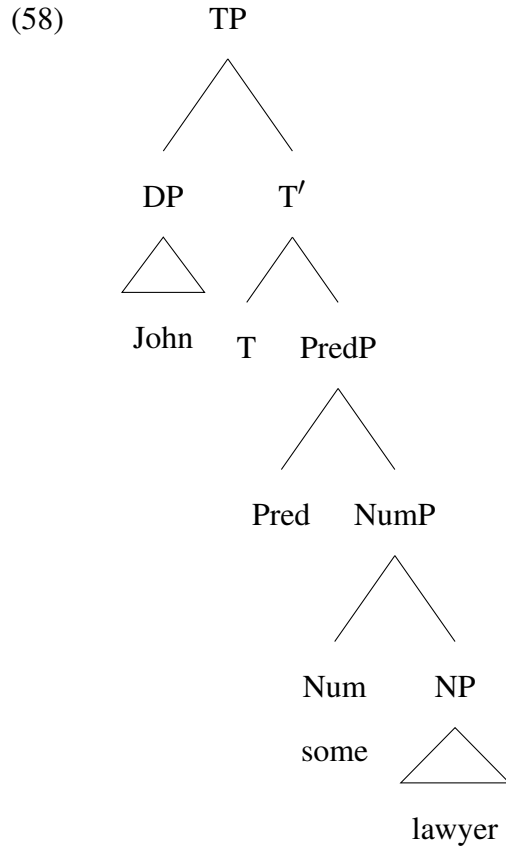 (58) TP
DP T′
John T PredP
Pred NumP
Num NP
some
lawyer